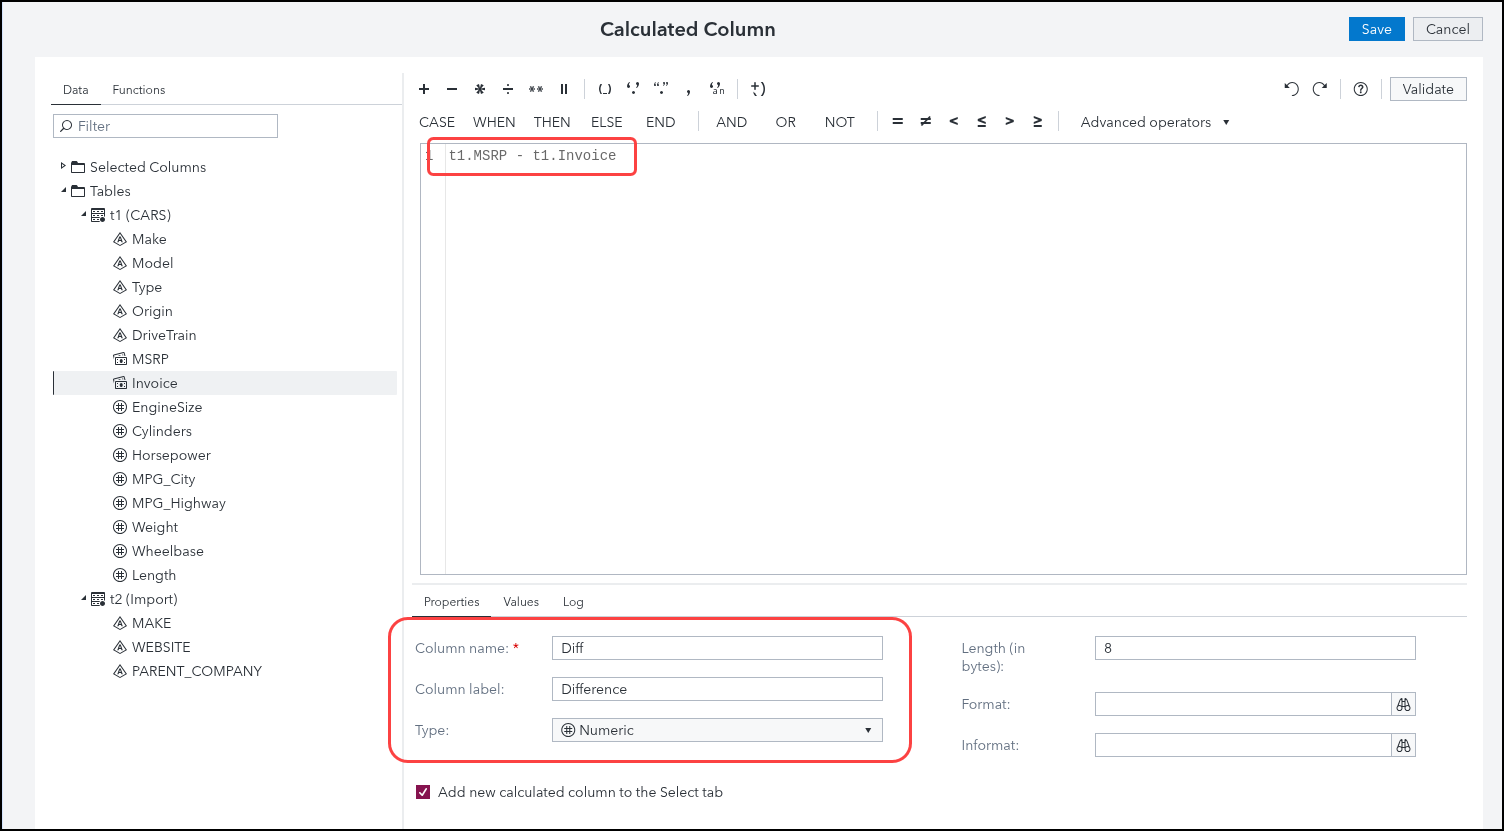 Calculated Column
Save Cancel
Data Functions
Filter
Selected Columns
Tables
t1 (CARS)
Make
Model
Type
Origin
DriveTrain
MSRP
Invoice
EngineSize
Cylinders
Horsepower
MPG_City
MPG_Highway
Weight
Wheelbase
Length
t2 (Import)
MAKE
WEBSITE
PARENT_COMPANY
+ − * ÷ ** || (_) ‘.’ “.” , ‘,’an +() ? Validate
CASE WHEN THEN ELSE END AND OR NOT = ≠ < ≤ > ≥ Advanced operators
1 t1.MSRP - t1.Invoice
Properties Values Log
Column name: * Diff
Column label: Difference
Type: Numeric
Length (in
bytes): 8
Format:
Informat:
Add new calculated column to the Select tab